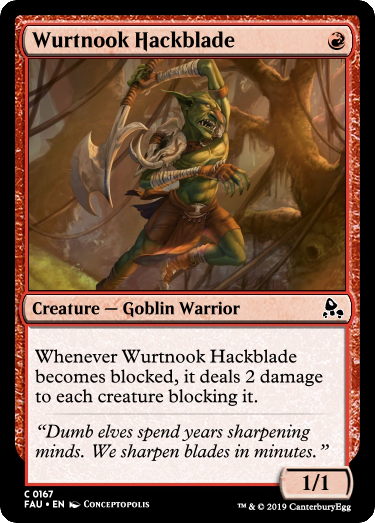 Wurtnook Hackblade
Creature — Goblin Warrior
Whenever Wurtnook Hackblade
becomes blocked, it deals 2 damage
to each creature blocking it.
“Dumb elves spend years sharpening
minds. We sharpen blades in minutes.”
1/1
C 0167
FAU • EN Conceptopolis
™ & © 2019 CanterburyEgg